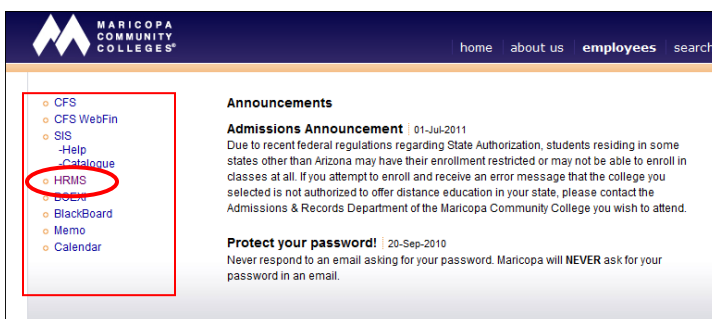 MARICOPA
COMMUNITY
COLLEGES®
home about us employees search
CFS
CFS WebFin
SIS
-Help
-Catalogue
HRMS
BlackBoard
Memo
Calendar
Announcements
Admissions Announcement 01-Jul-2011
Due to recent federal regulations regarding State Authorization, students residing in some
states other than Arizona may have their enrollment restricted or may not be able to enroll in
classes at all. If you attempt to enroll and receive an error message that the college you
selected is not authorized to offer distance education in your state, please contact the
Admissions & Records Department of the Maricopa Community College you wish to attend.
Protect your password! 20-Sep-2010
Never respond to an email asking for your password. Maricopa will NEVER ask for your
password in an email.